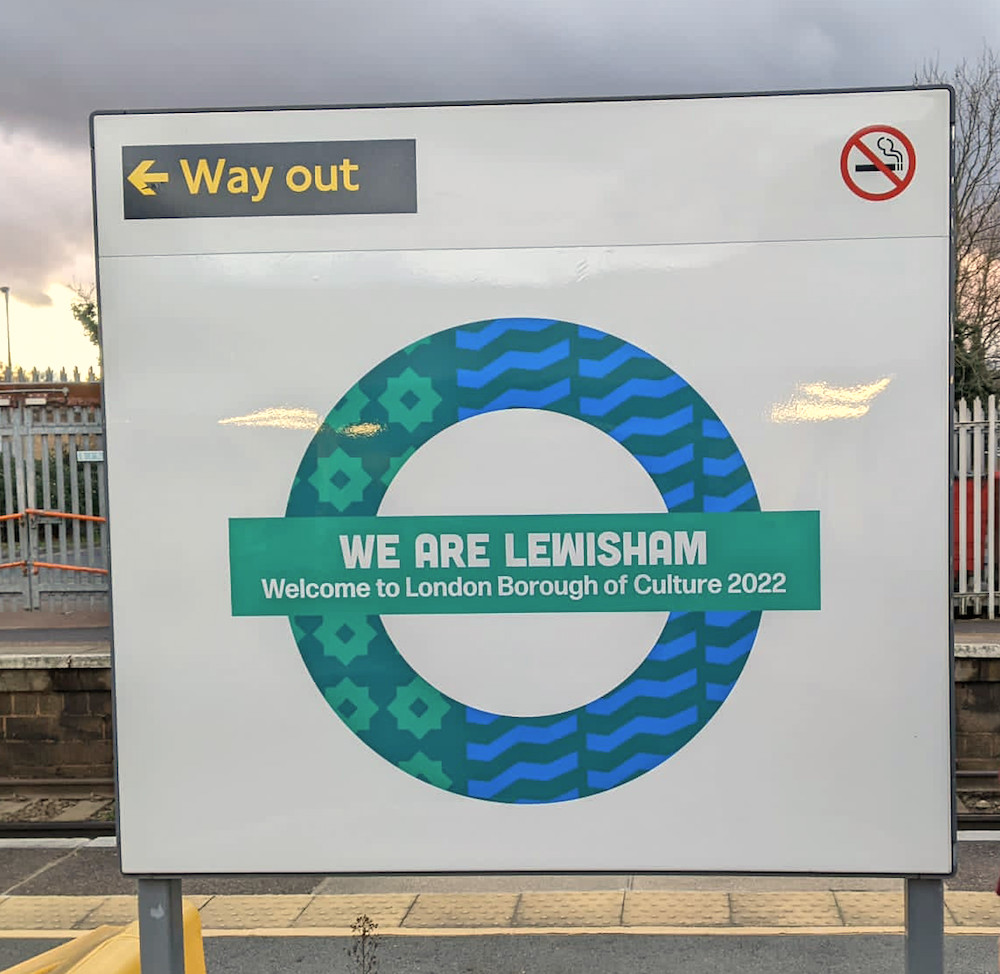 Way out
WE ARE LEWISHAM
Welcome to London Borough of Culture 2022